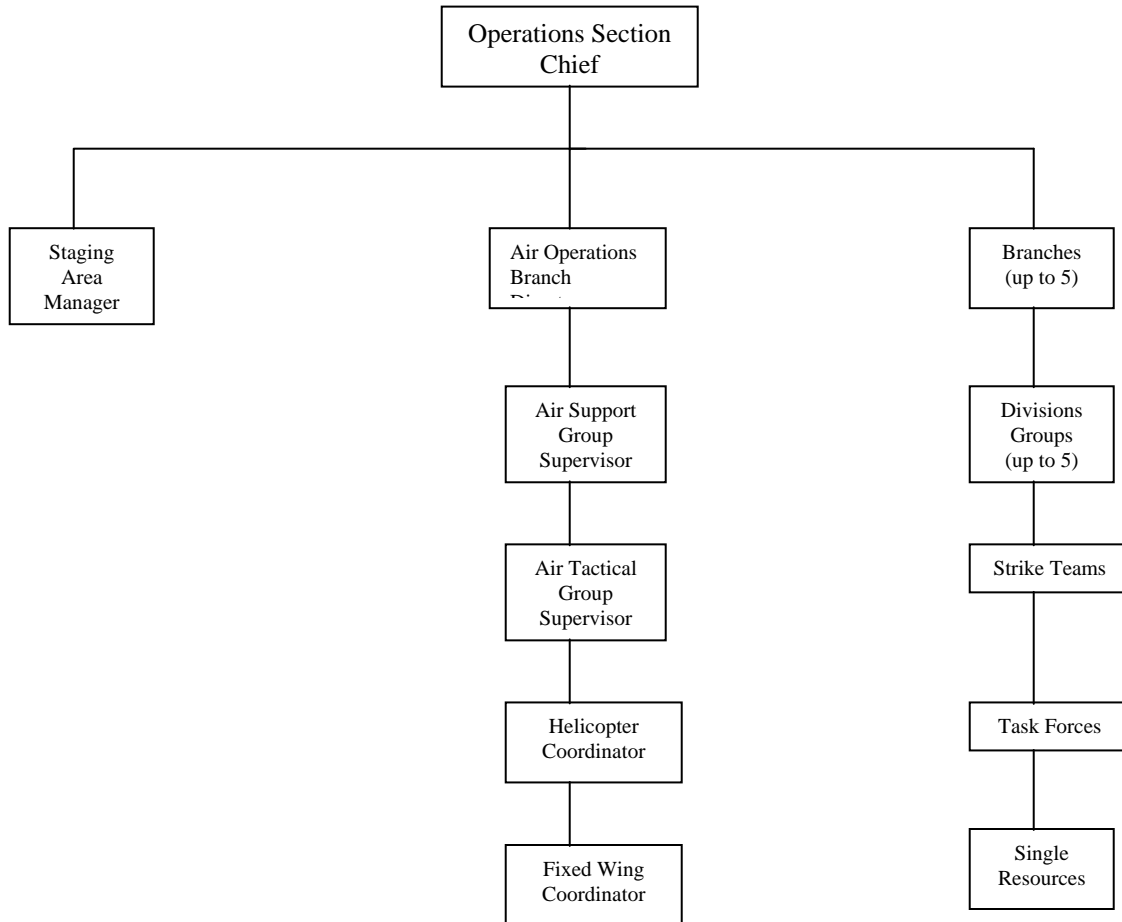 Operations Section
Chief
Staging
Area
Manager
Air Operations
Branch
Branches
(up to 5)
Air Support
Group
Supervisor
Divisions
Groups
(up to 5)
Air Tactical
Group
Supervisor
Strike Teams
Helicopter
Coordinator
Task Forces
Fixed Wing
Coordinator
Single
Resources